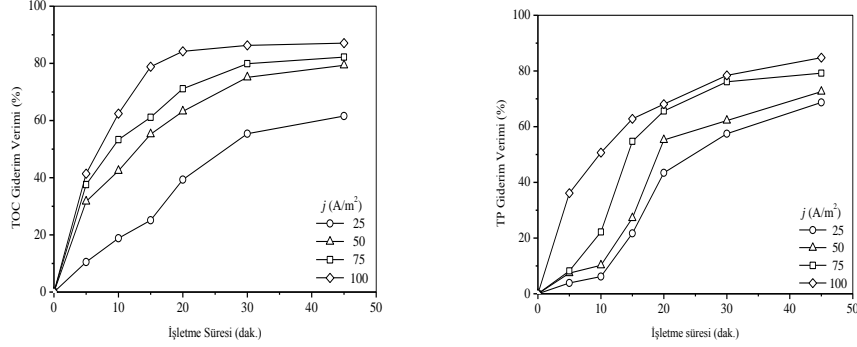 100
80
60
40
20
0
TOC Giderim Verimi (%)
j (A/m²)
25
50
75
100
0 10 20 30 40 50
İşletme Süresi (dak.)
100
80
60
40
20
0
TP Giderim Verimi (%)
j (A/m²)
25
50
75
100
0 10 20 30 40 50
İşletme süresi (dak.)